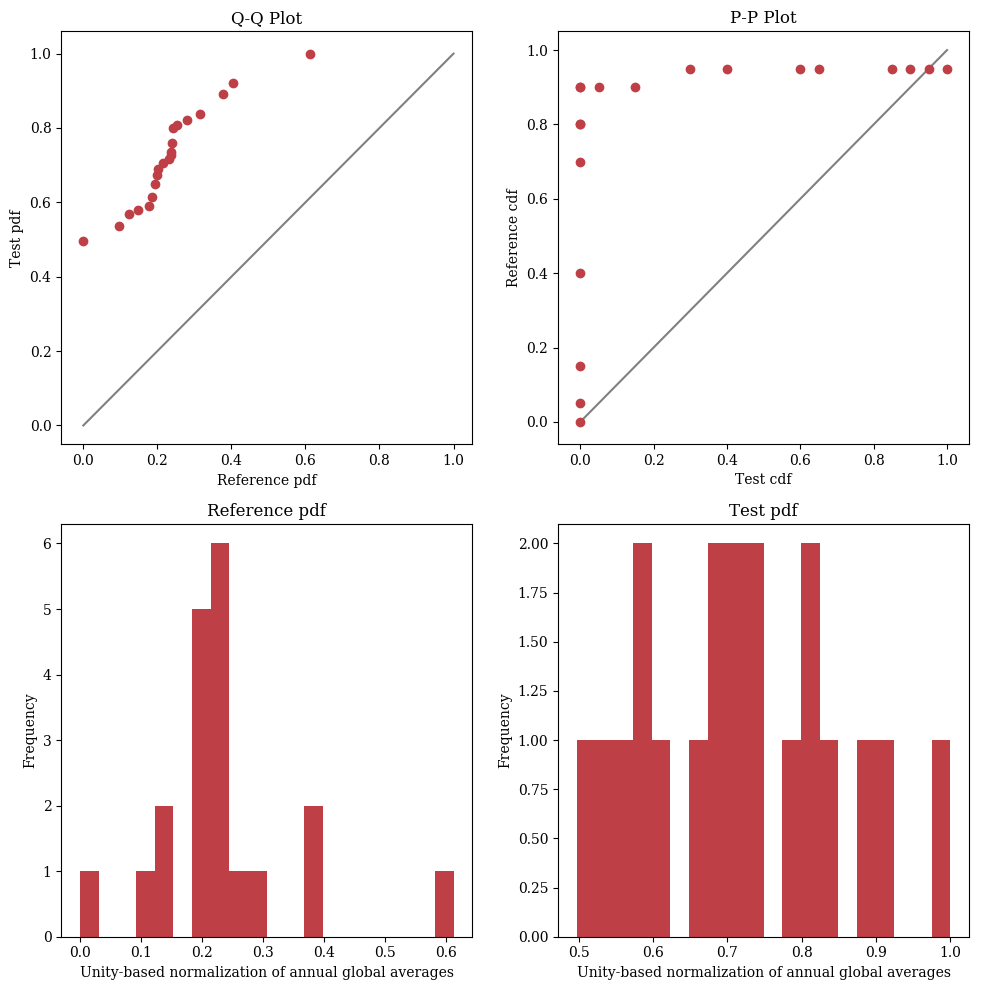 Q-Q Plot
1.0
0.8
0.6
0.4
0.2
0.0
Test pdf
0.0 0.2 0.4 0.6 0.8 1.0
Reference pdf
P-P Plot
1.0
0.8
0.6
0.4
0.2
0.0
Reference cdf
0.0 0.2 0.4 0.6 0.8 1.0
Test cdf
Reference pdf
6
5
4
3
2
1
0
Frequency
0.0 0.1 0.2 0.3 0.4 0.5 0.6
Unity-based normalization of annual global averages
Test pdf
2.00
1.75
1.50
1.25
1.00
0.75
0.50
0.25
0.00
Frequency
0.5 0.6 0.7 0.8 0.9 1.0
Unity-based normalization of annual global averages